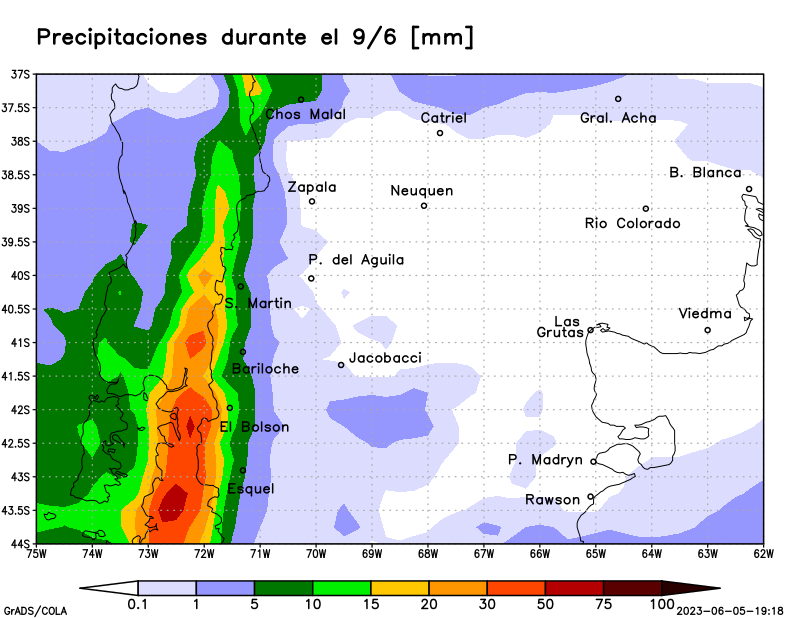 Precipitaciones durante el 9/6 [mm]
37S
37.5S
38S
38.5S
39S
39.5S
40S
40.5S
41S
41.5S
42S
42.5S
43S
43.5S
44S
Chos Malal
Catriel
Gral. Acha
B. Blanca
Zapala
Neuquen
Rio Colorado
P. del Aguila
S. Martin
Viedma
Las
Grutas
Jacobacci
Bariloche
El Bolson
P. Madryn
Esquel
Rawson
75W 74W 73W 72W 71W 70W 69W 68W 67W 66W 65W 64W 63W 62W
0.1 1 5 10 15 20 30 50 75 100
GrADS/COLA
2023-06-05-19:18